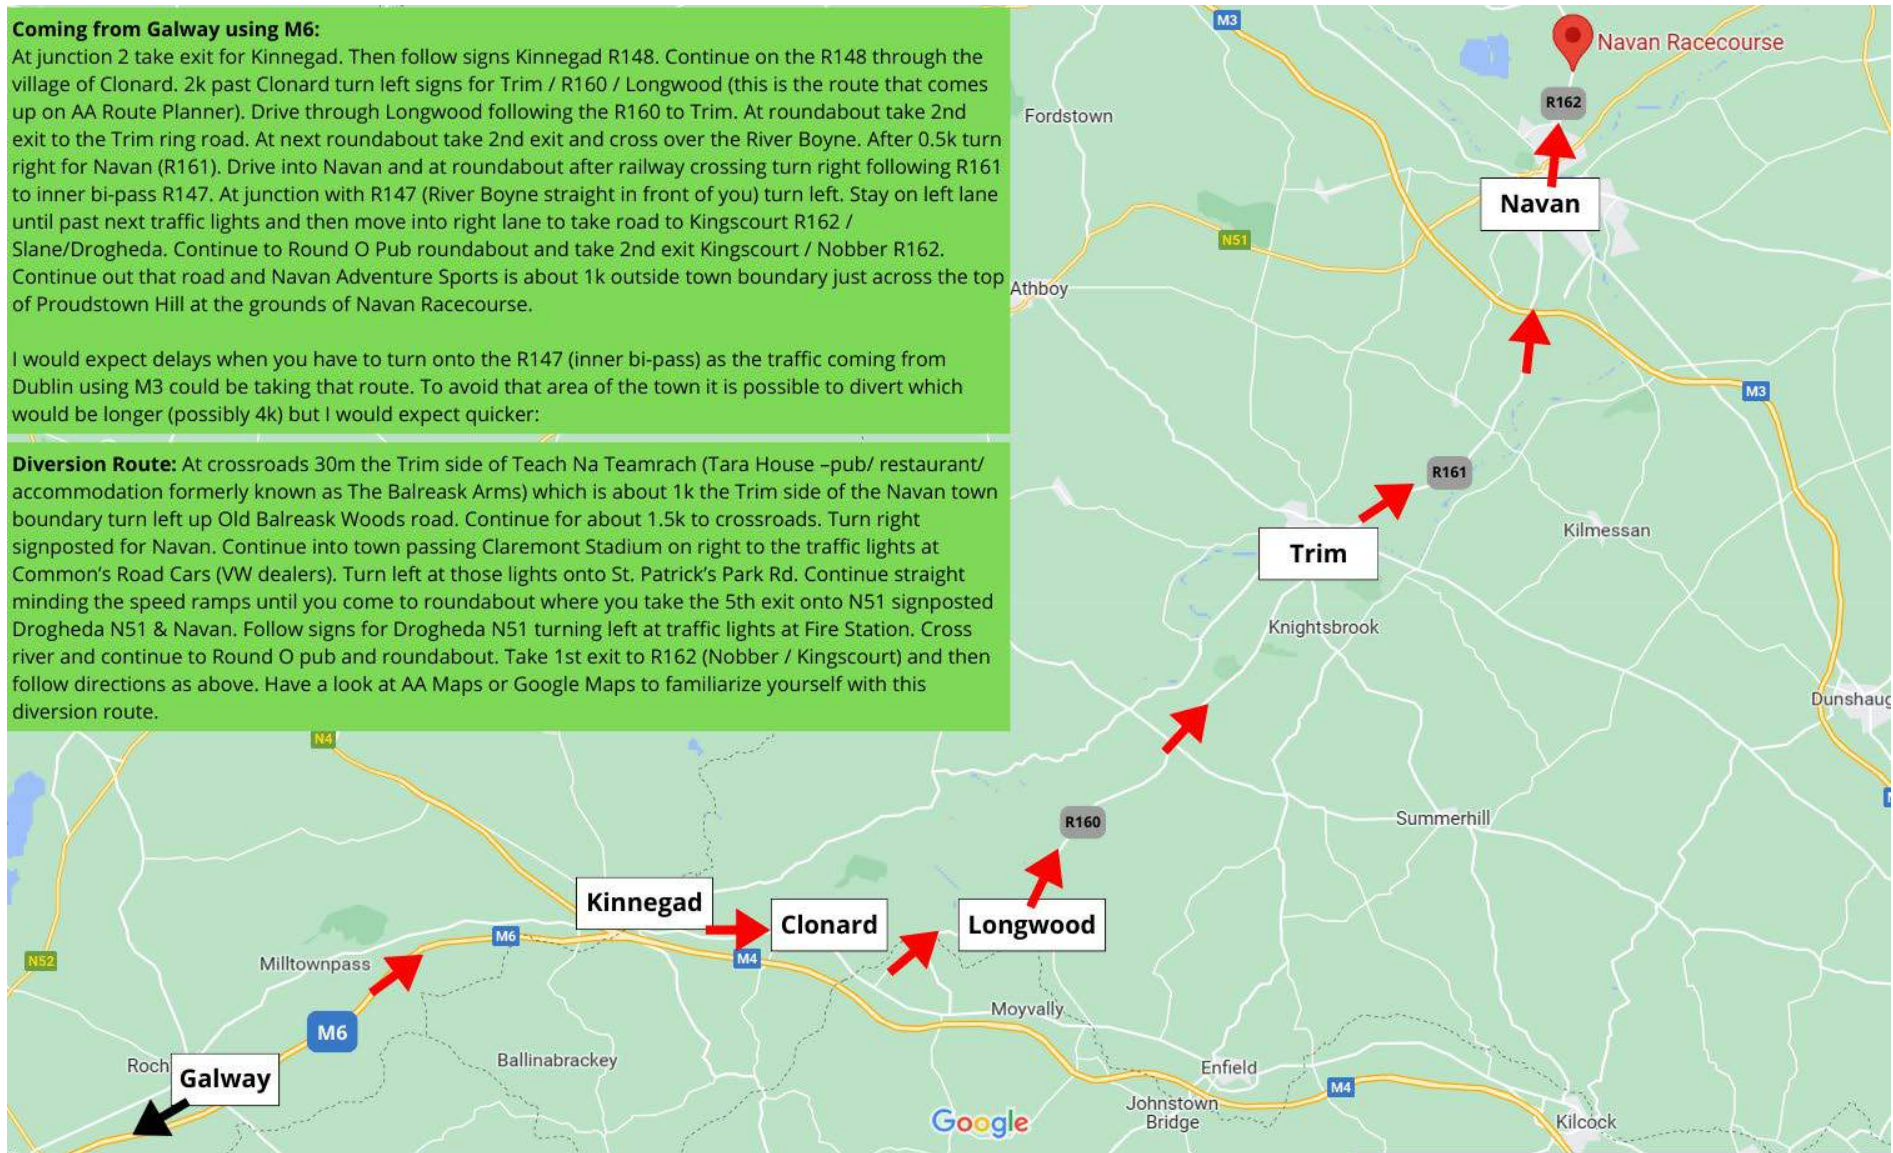 Coming from Galway using M6:
At junction 2 take exit for Kinnegad. Then follow signs Kinnegad R148. Continue on the R148 through the
village of Clonard. 2k past Clonard turn left signs for Trim / R160 / Longwood (this is the route that comes
up on AA Route Planner). Drive through Longwood following the R160 to Trim. At roundabout take 2nd
exit to the Trim ring road. At next roundabout take 2nd exit and cross over the River Boyne. After 0.5k turn
right for Navan (R161). Drive into Navan and at roundabout after railway crossing turn right following R161
to inner bi-pass R147. At junction with R147 (River Boyne straight in front of you) turn left. Stay on left lane
until past next traffic lights and then move into right lane to take road to Kingscourt R162 /
Slane/Drogheda. Continue to Round O Pub roundabout and take 2nd exit Kingscourt / Nobber R162.
Continue out that road and Navan Adventure Sports is about 1k outside town boundary just across the top
of Proudstown Hill at the grounds of Navan Racecourse.
I would expect delays when you have to turn onto the R147 (inner bi-pass) as the traffic coming from
Dublin using M3 could be taking that route. To avoid that area of the town it is possible to divert which
would be longer (possibly 4k) but I would expect quicker:
Diversion Route: At crossroads 30m the Trim side of Teach Na Teamrach (Tara House –pub/ restaurant/
accommodation formerly known as The Balreask Arms) which is about 1k the Trim side of the Navan town
boundary turn left up Old Balreask Woods road. Continue for about 1.5k to crossroads. Turn right
signposted for Navan. Continue into town passing Claremont Stadium on right to the traffic lights at
Common's Road Cars (VW dealers). Turn left at those lights onto St. Patrick's Park Rd. Continue straight
minding the speed ramps until you come to roundabout where you take the 5th exit onto N51 signposted
Drogheda N51 & Navan. Follow signs for Drogheda N51 turning left at traffic lights at Fire Station. Cross
river and continue to Round O pub and roundabout. Take 1st exit to R162 (Nobber / Kingscourt) and then
follow directions as above. Have a look at AA Maps or Google Maps to familiarize yourself with this
diversion route.
M3
Navan Racecourse
R162
Fordstown
Navan
N51
Athboy
M3
R161
Kilmessan
Trim
Knightsbrook
Dunshaug
N4
R160
Summerhill
Kinnegad
Clonard
Longwood
M6
M4
N52
Milltownpass
Moyvally
M6
Roch
Galway
Ballinabrackey
Enfield
M4
Johnstown
Bridge
Google
Kilcock